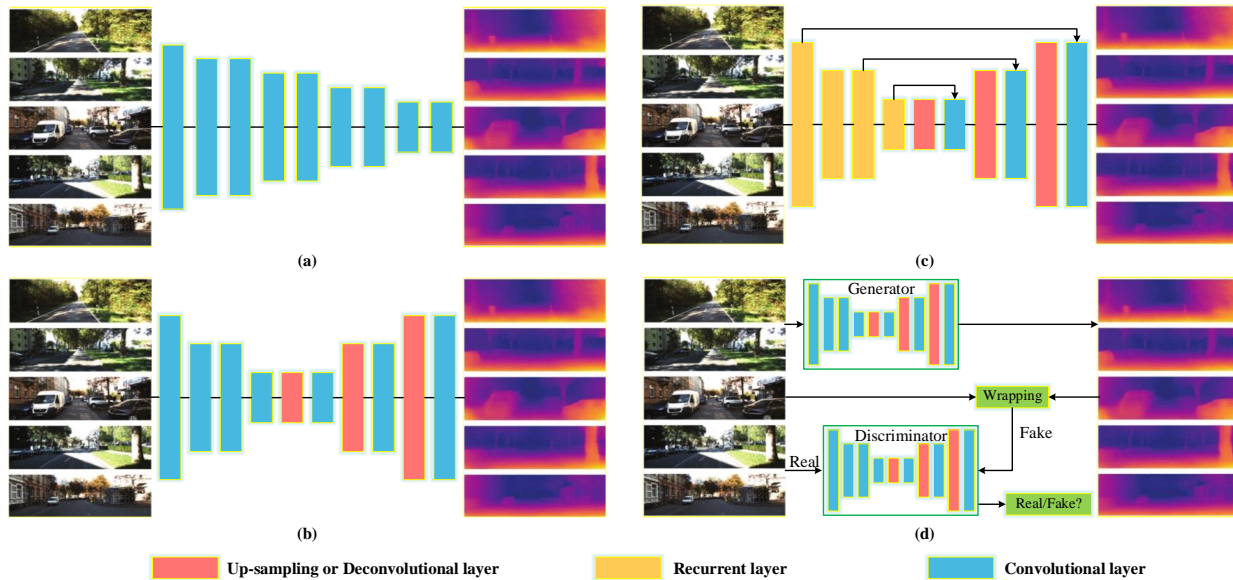 (a)
(c)
Generator
Wrapping
Fake
Discriminator
Real
Real/Fake?
(b)
(d)
Up-sampling or Deconvolutional layer
Recurrent layer
Convolutional layer